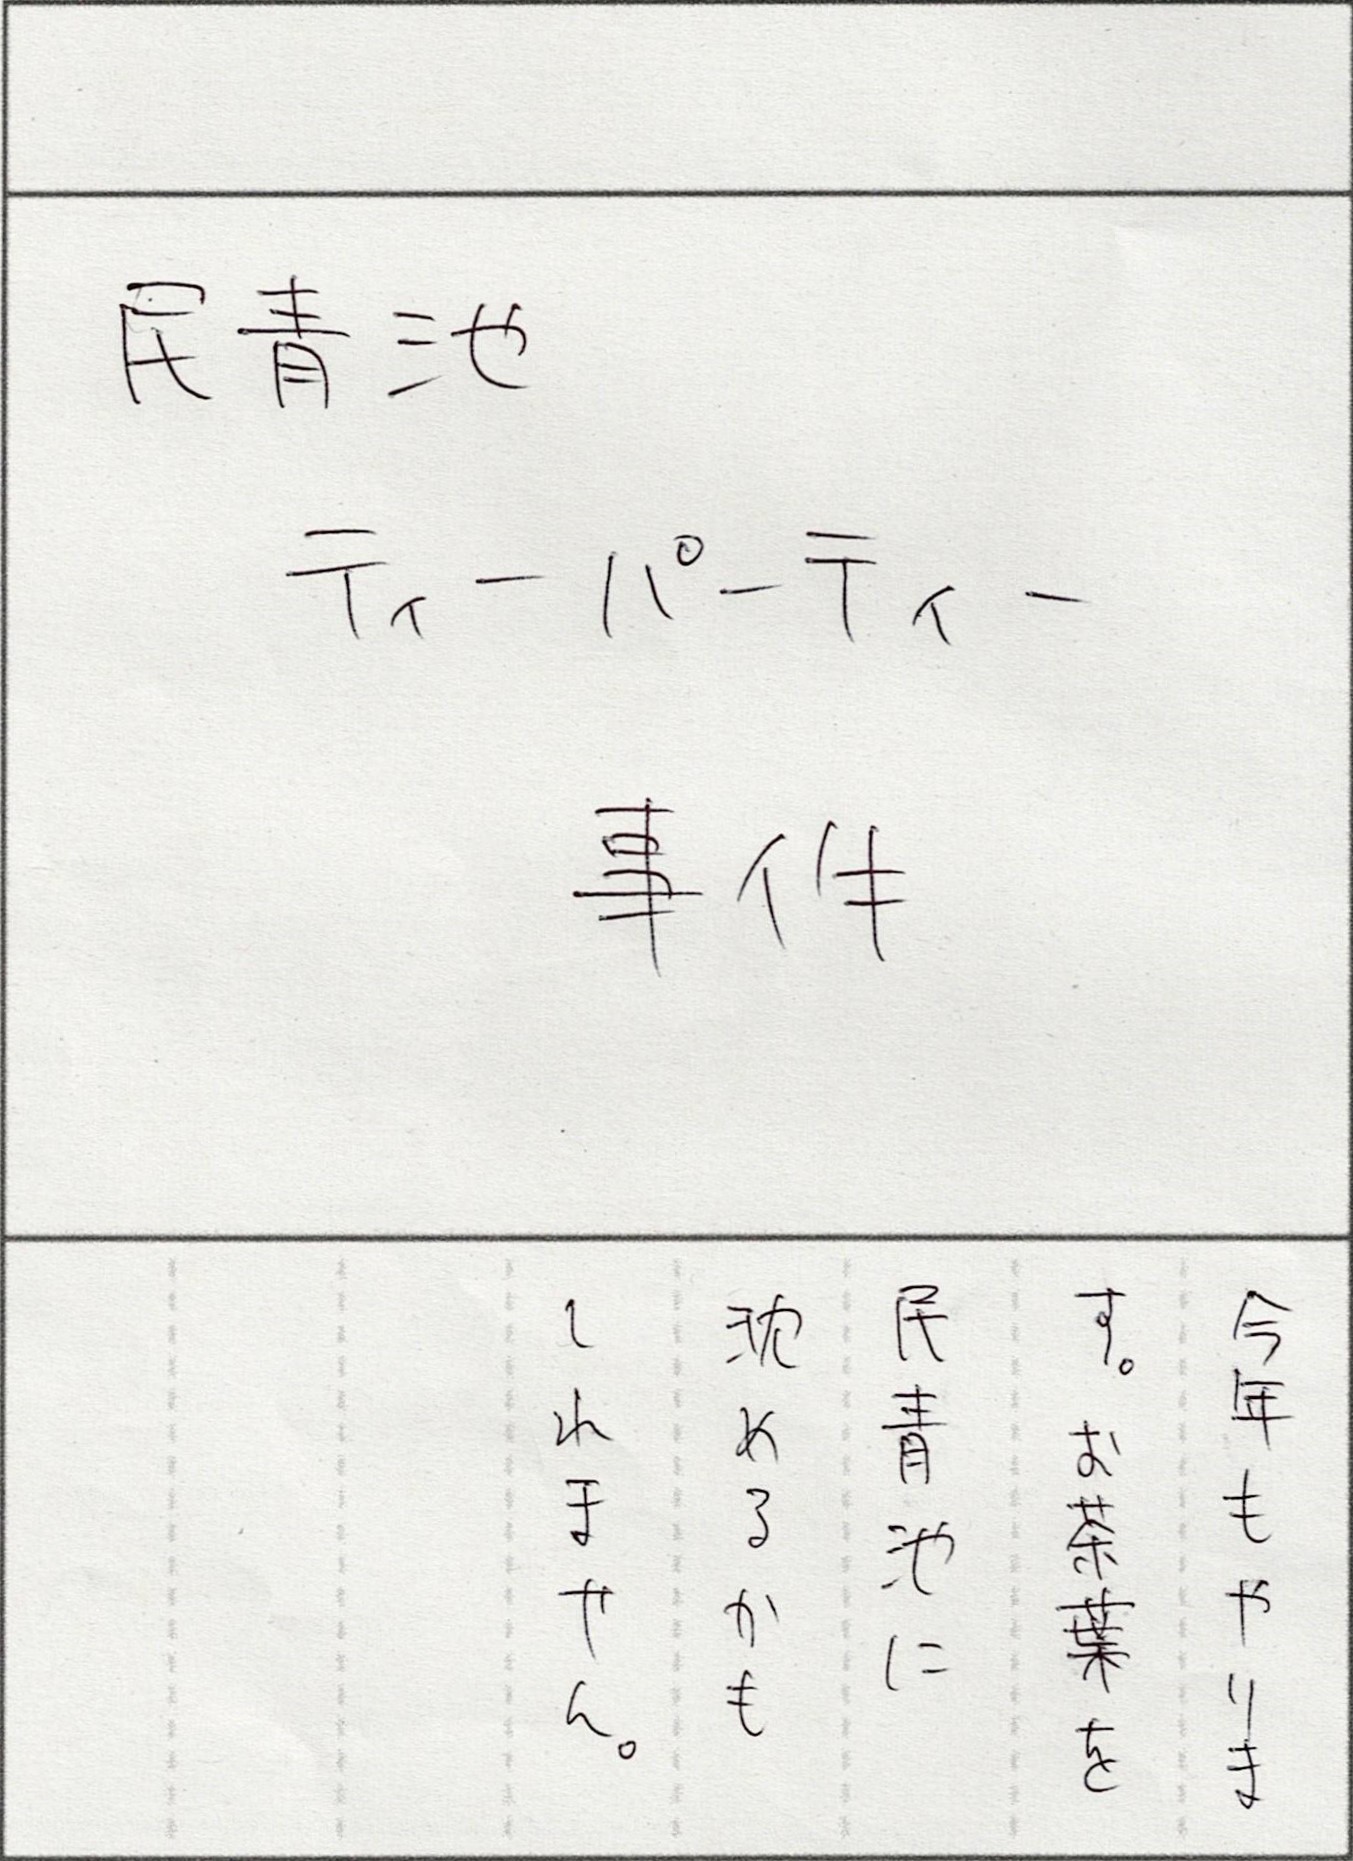 民青池
ティーパーティー
事件
今年もやりま
す。お茶葉を
民青池に
沈めるかも
しれません。